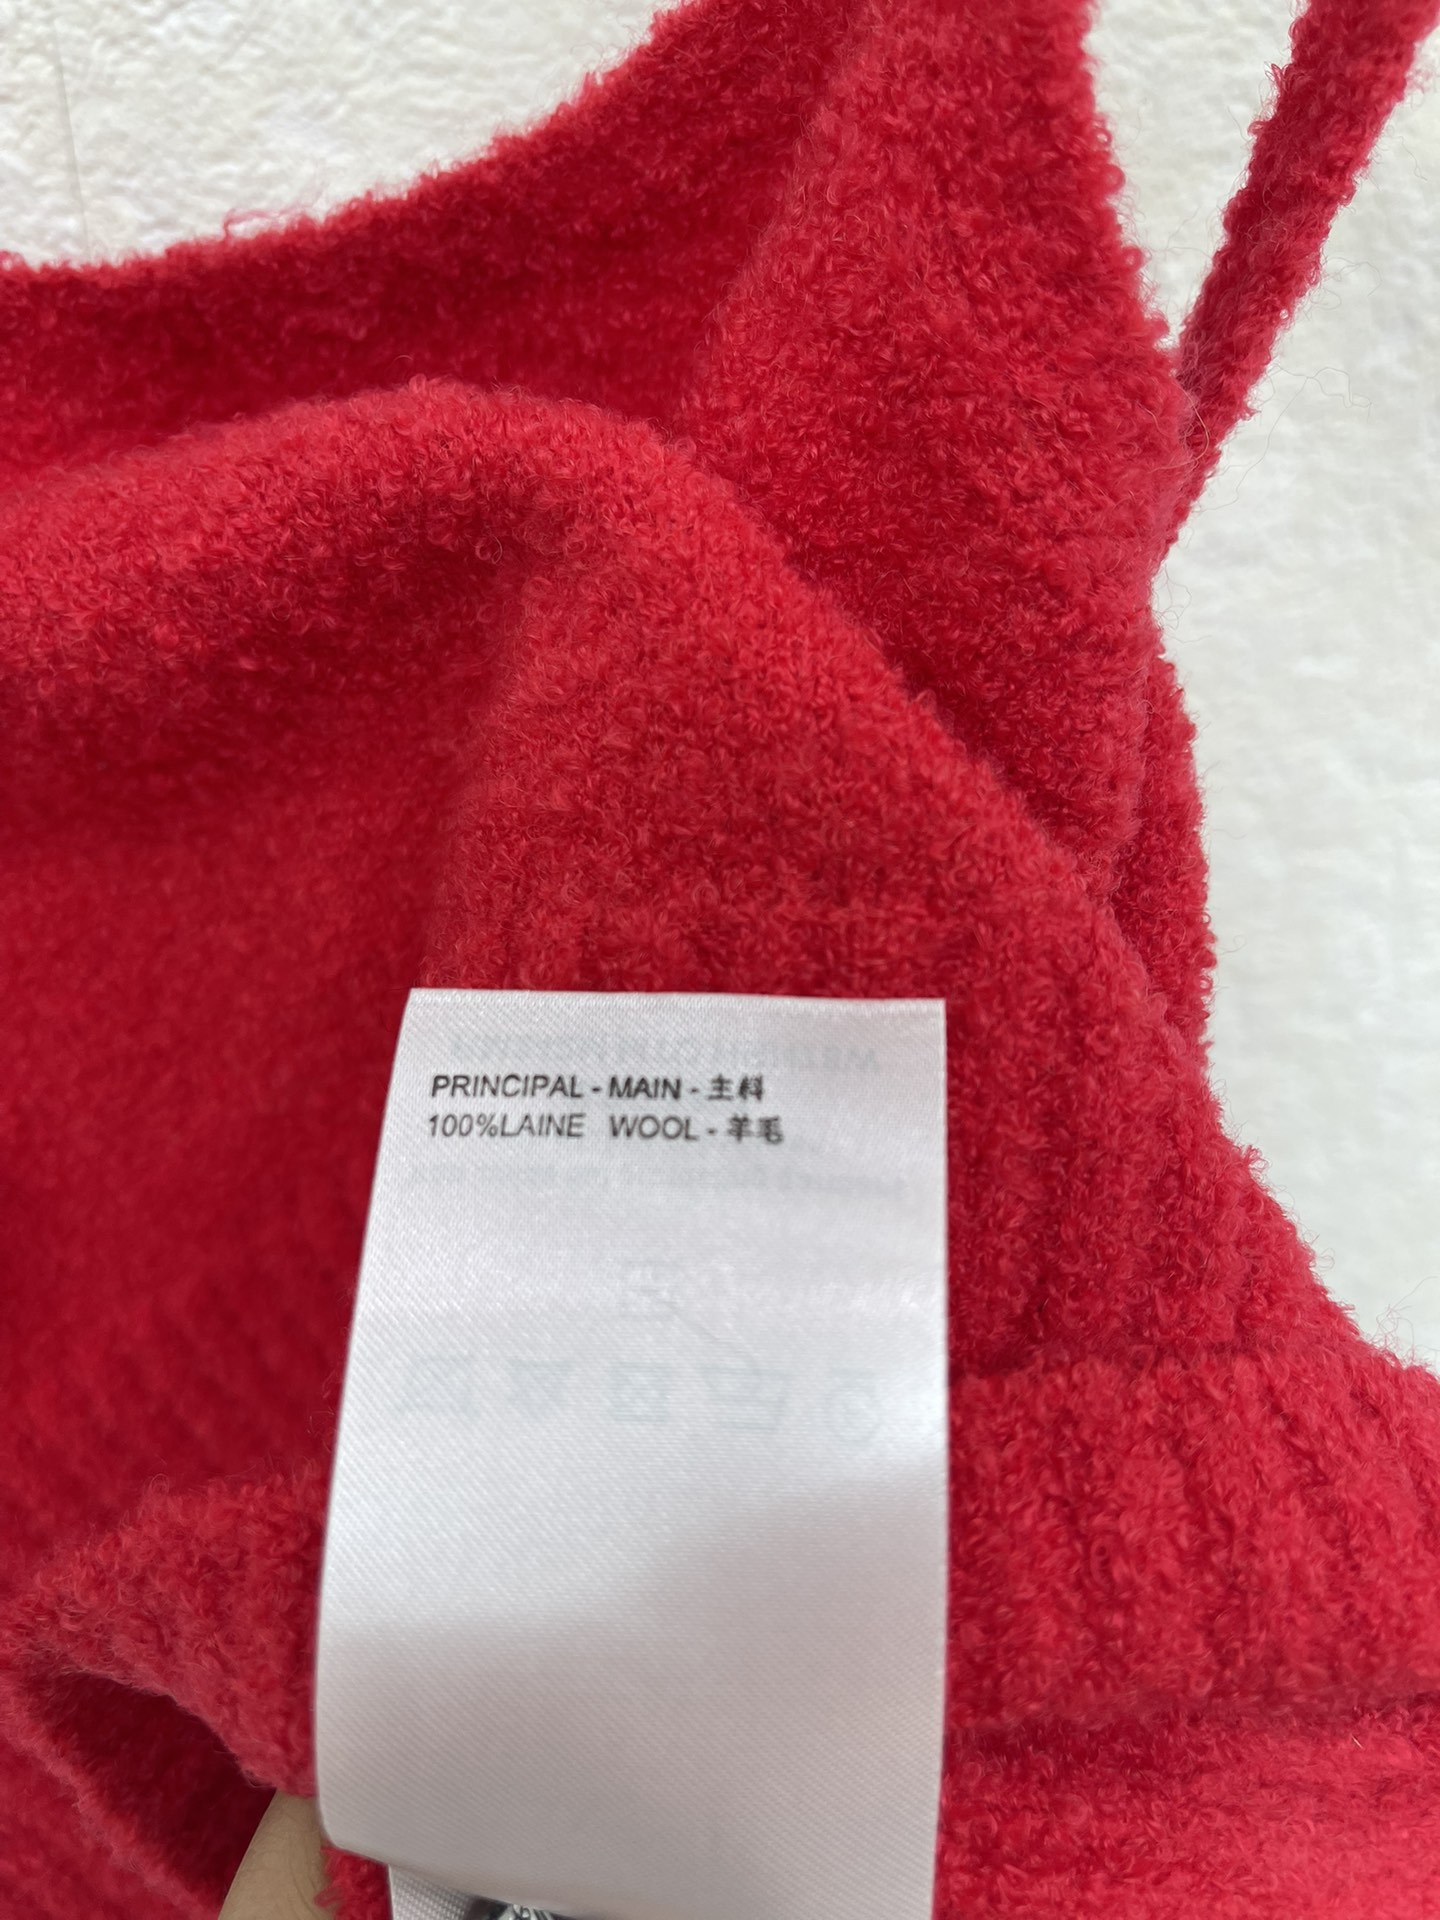 PRINCIPAL - MAIN - 主料
100%LAINE WOOL - 羊毛